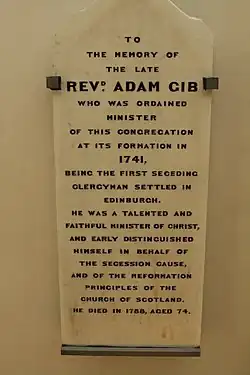 TO
THE MEMORY OF
THE LATE
REVD. ADAM GIB
WHO WAS ORDAINED
MINISTER
OF THIS CONGREGATION
AT ITS FORMATION IN
1741,
BEING THE FIRST SECEDING
CLERGYMAN SETTLED IN
EDINBURGH.
HE WAS A TALENTED AND
FAITHFUL MINISTER OF CHRIST,
AND EARLY DISTINGUISHED
HIMSELF IN BEHALF OF
THE SECESSION CAUSE,
AND OF THE REFORMATION
PRINCIPLES OF THE
CHURCH OF SCOTLAND.
HE DIED IN 1788, AGED 74.